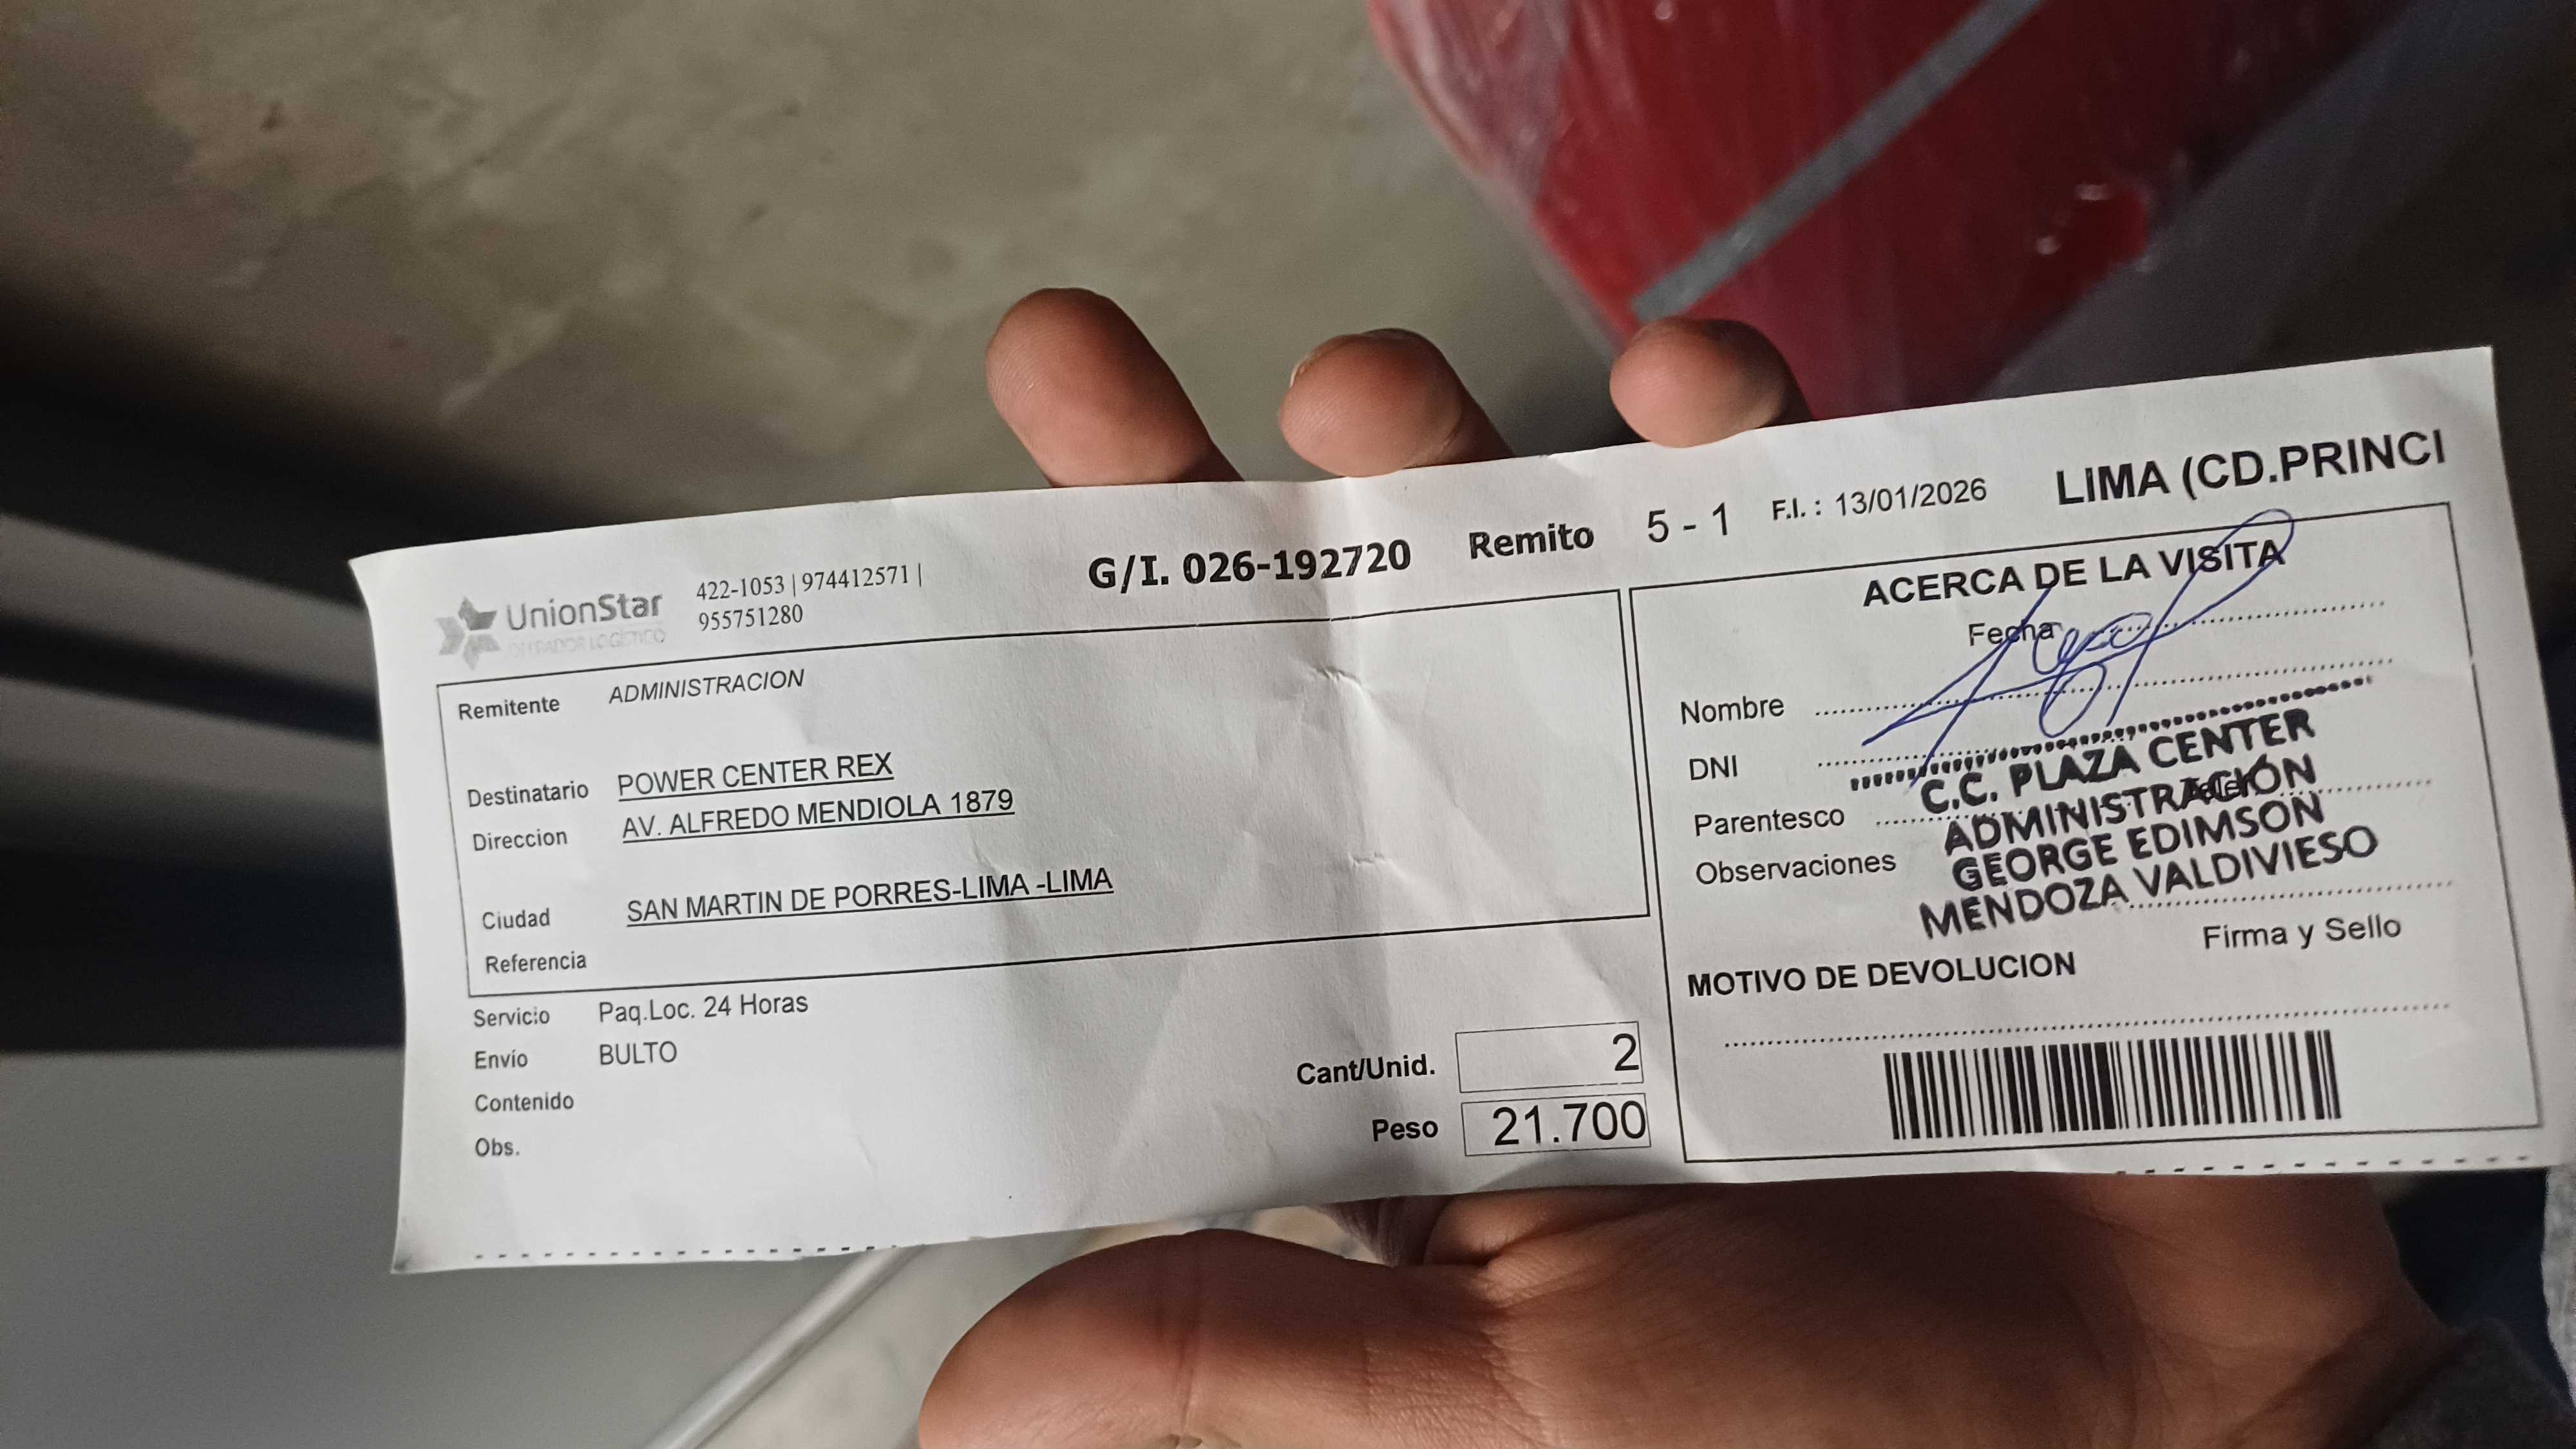 UnionStar
OPERADOR LOGÍSTICO
422-1053 | 974412571 |
955751280
G/I. 026-192720 Remito 5 - 1 F.I. : 13/01/2026 LIMA (CD.PRINCI
Remitente ADMINISTRACION
Destinatario POWER CENTER REX
Direccion AV. ALFREDO MENDIOLA 1879
Ciudad SAN MARTIN DE PORRES-LIMA -LIMA
Referencia
Servicio Paq.Loc. 24 Horas
Envío BULTO
Contenido
Obs.
Cant/Unid. 2
Peso 21.700
ACERCA DE LA VISITA
Fecha
Nombre
DNI
Parentesco
Observaciones
C.C. PLAZA CENTER
ADMINISTRACIÓN
GEORGE EDIMSON
MENDOZA VALDIVIESO
Firma y Sello
MOTIVO DE DEVOLUCION